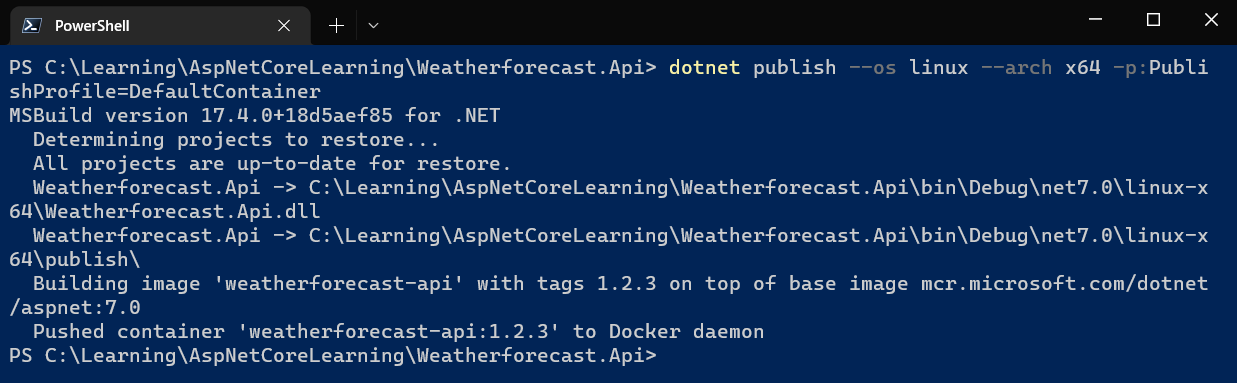 PowerShell
PS C:\Learning\AspNetCoreLearning\Weatherforecast.Api> dotnet publish --os linux --arch x64 -p:Publi
shProfile=DefaultContainer
MSBuild version 17.4.0+18d5aef85 for .NET
  Determining projects to restore...
  All projects are up-to-date for restore.
  Weatherforecast.Api -> C:\Learning\AspNetCoreLearning\Weatherforecast.Api\bin\Debug\net7.0\linux-x
64\Weatherforecast.Api.dll
  Weatherforecast.Api -> C:\Learning\AspNetCoreLearning\Weatherforecast.Api\bin\Debug\net7.0\linux-x
64\publish\
  Building image 'weatherforecast-api' with tags 1.2.3 on top of base image mcr.microsoft.com/dotnet
/aspnet:7.0
  Pushed container 'weatherforecast-api:1.2.3' to Docker daemon
PS C:\Learning\AspNetCoreLearning\Weatherforecast.Api>